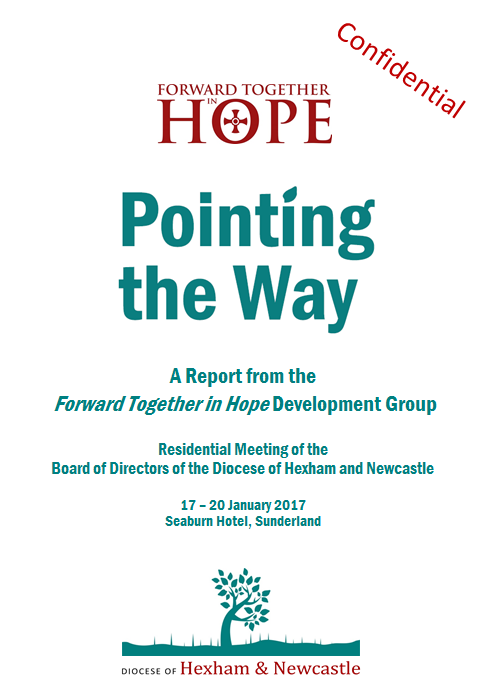 Confidential
FORWARD TOGETHER
IN
HOPE
Pointing
the Way
A Report from the
Forward Together in Hope Development Group
Residential Meeting of the
Board of Directors of the Diocese of Hexham and Newcastle
17 – 20 January 2017
Seaburn Hotel, Sunderland
DIOCESE OF Hexham & Newcastle